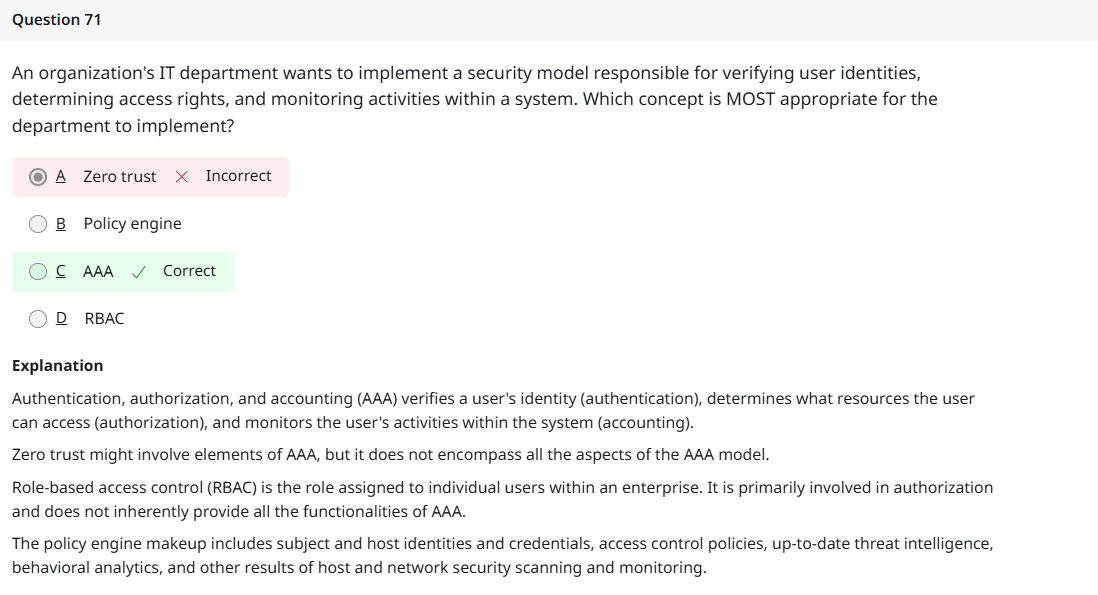 Question 71
An organization's IT department wants to implement a security model responsible for verifying user identities,
determining access rights, and monitoring activities within a system. Which concept is MOST appropriate for the
department to implement?
A Zero trust Incorrect
B Policy engine
C AAA Correct
D RBAC
Explanation
Authentication, authorization, and accounting (AAA) verifies a user's identity (authentication), determines what resources the user
can access (authorization), and monitors the user's activities within the system (accounting).
Zero trust might involve elements of AAA, but it does not encompass all the aspects of the AAA model.
Role-based access control (RBAC) is the role assigned to individual users within an enterprise. It is primarily involved in authorization
and does not inherently provide all the functionalities of AAA.
The policy engine makeup includes subject and host identities and credentials, access control policies, up-to-date threat intelligence,
behavioral analytics, and other results of host and network security scanning and monitoring.